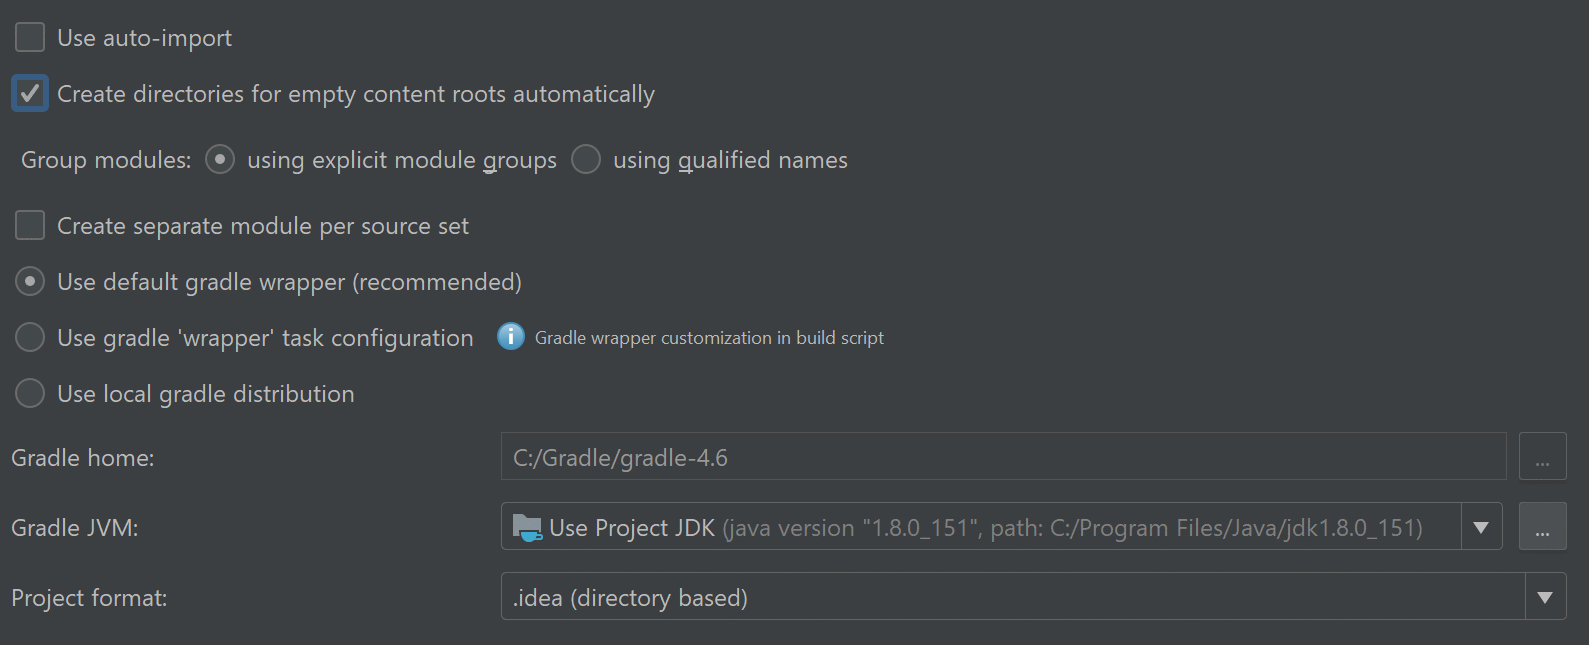 Use auto-import
Create directories for empty content roots automatically
Group modules: using explicit module groups using qualified names
Create separate module per source set
Use default gradle wrapper (recommended)
Use gradle 'wrapper' task configuration Gradle wrapper customization in build script
Use local gradle distribution
Gradle home: C:/Gradle/gradle-4.6 ...
Gradle JVM: Use Project JDK (java version "1.8.0_151", path: C:/Program Files/Java/jdk1.8.0_151) ...
Project format: .idea (directory based)